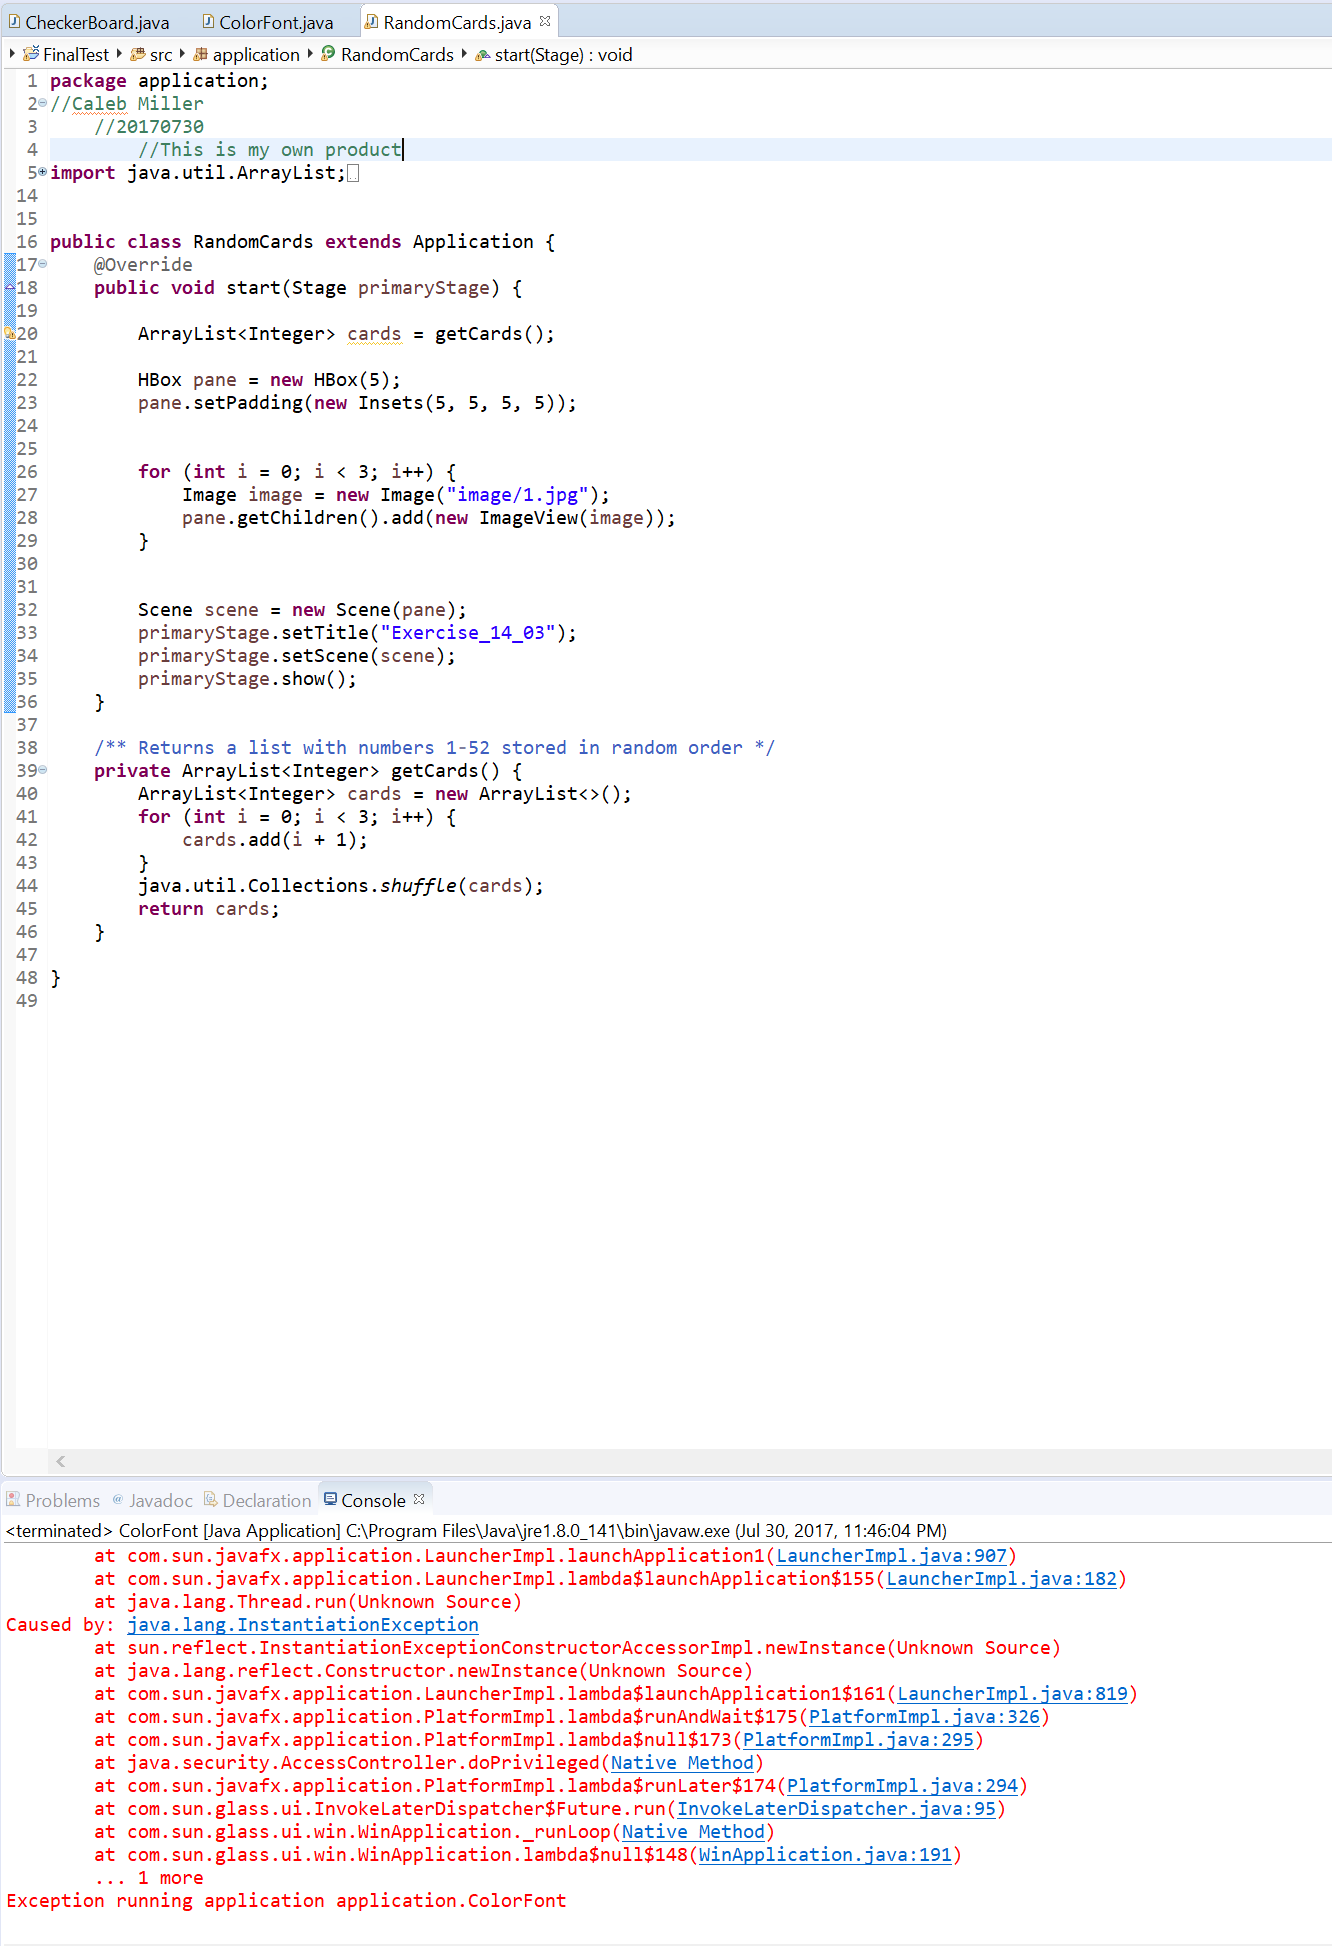 CheckerBoard.java ColorFont.java RandomCards.java
FinalTest src application RandomCards start(Stage) : void
1 package application;
2 //Caleb Miller
3 //20170730
4 //This is my own product
5 import java.util.ArrayList;
14
15
16 public class RandomCards extends Application {
17 @Override
18 public void start(Stage primaryStage) {
19
20 ArrayList<Integer> cards = getCards();
21
22 HBox pane = new HBox(5);
23 pane.setPadding(new Insets(5, 5, 5, 5));
24
25
26 for (int i = 0; i < 3; i++) {
27 Image image = new Image("image/1.jpg");
28 pane.getChildren().add(new ImageView(image));
29 }
30
31
32 Scene scene = new Scene(pane);
33 primaryStage.setTitle("Exercise_14_03");
34 primaryStage.setScene(scene);
35 primaryStage.show();
36 }
37
38 /** Returns a list with numbers 1-52 stored in random order */
39 private ArrayList<Integer> getCards() {
40 ArrayList<Integer> cards = new ArrayList<>();
41 for (int i = 0; i < 3; i++) {
42 cards.add(i + 1);
43 }
44 java.util.Collections.shuffle(cards);
45 return cards;
46 }
47
48 }
49
Problems @ Javadoc Declaration Console
<terminated> ColorFont [Java Application] C:\Program Files\Java\jre1.8.0_141\bin\javaw.exe (Jul 30, 2017, 11:46:04 PM)
at com.sun.javafx.application.LauncherImpl.launchApplication1(LauncherImpl.java:907)
at com.sun.javafx.application.LauncherImpl.lambda$launchApplication$155(LauncherImpl.java:182)
at java.lang.Thread.run(Unknown Source)
Caused by: java.lang.InstantiationException
at sun.reflect.InstantiationExceptionConstructorAccessorImpl.newInstance(Unknown Source)
at java.lang.reflect.Constructor.newInstance(Unknown Source)
at com.sun.javafx.application.LauncherImpl.lambda$launchApplication1$161(LauncherImpl.java:819)
at com.sun.javafx.application.PlatformImpl.lambda$runAndWait$175(PlatformImpl.java:326)
at com.sun.javafx.application.PlatformImpl.lambda$null$173(PlatformImpl.java:295)
at java.security.AccessController.doPrivileged(Native Method)
at com.sun.javafx.application.PlatformImpl.lambda$runLater$174(PlatformImpl.java:294)
at com.sun.glass.ui.InvokeLaterDispatcher$Future.run(InvokeLaterDispatcher.java:95)
at com.sun.glass.ui.win.WinApplication._runLoop(Native Method)
at com.sun.glass.ui.win.WinApplication.lambda$null$148(WinApplication.java:191)
... 1 more
Exception running application application.ColorFont